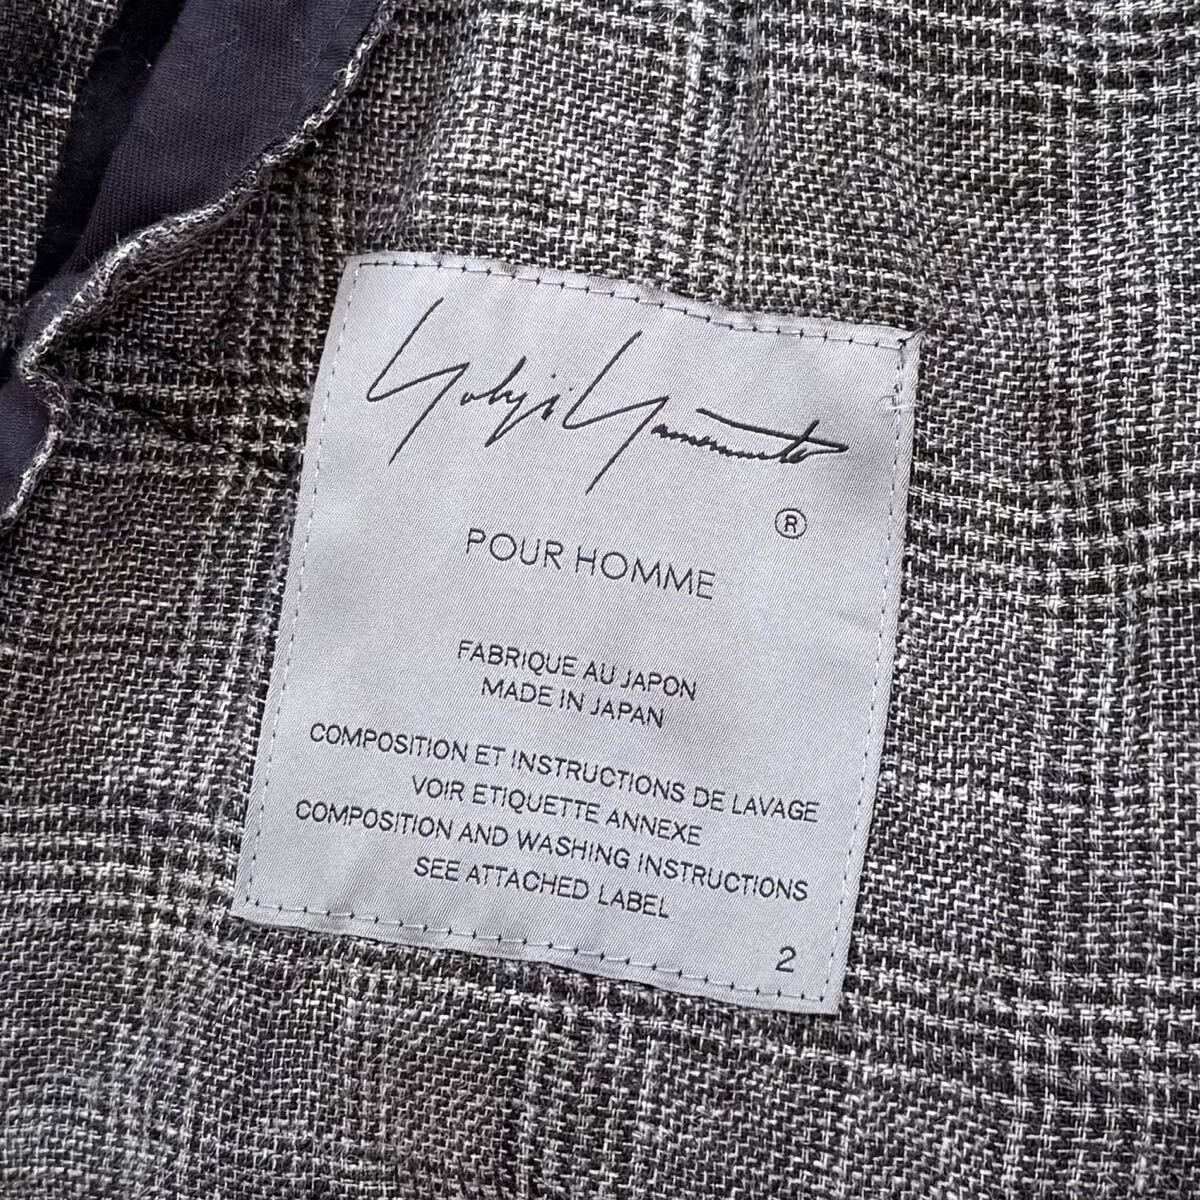 Yohji Yamamoto
®
POUR HOMME
FABRIQUE AU JAPON
MADE IN JAPAN
COMPOSITION ET INSTRUCTIONS DE LAVAGE
VOIR ETIQUETTE ANNEXE
COMPOSITION AND WASHING INSTRUCTIONS
SEE ATTACHED LABEL
2